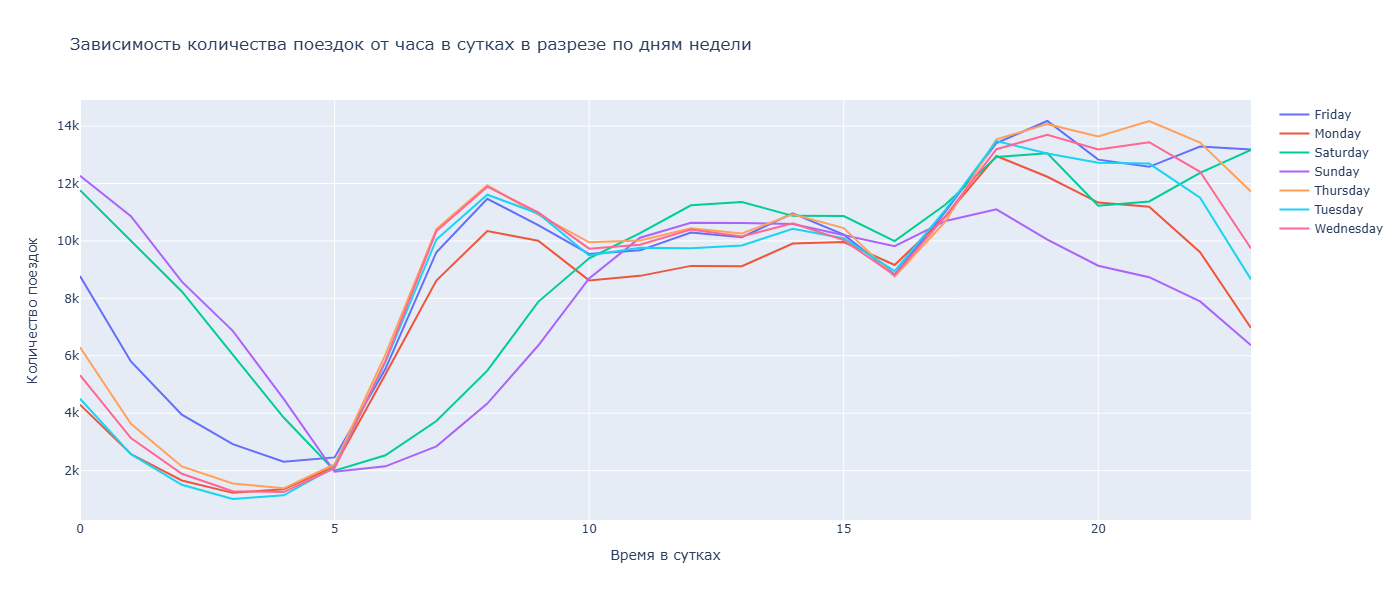 Зависимость количества поездок от часа в сутках в разрезе по дням недели
Количество поездок
14k
12k
10k
8k
6k
4k
2k
0
5
10
15
20
Время в сутках
Friday
Monday
Saturday
Sunday
Thursday
Tuesday
Wednesday